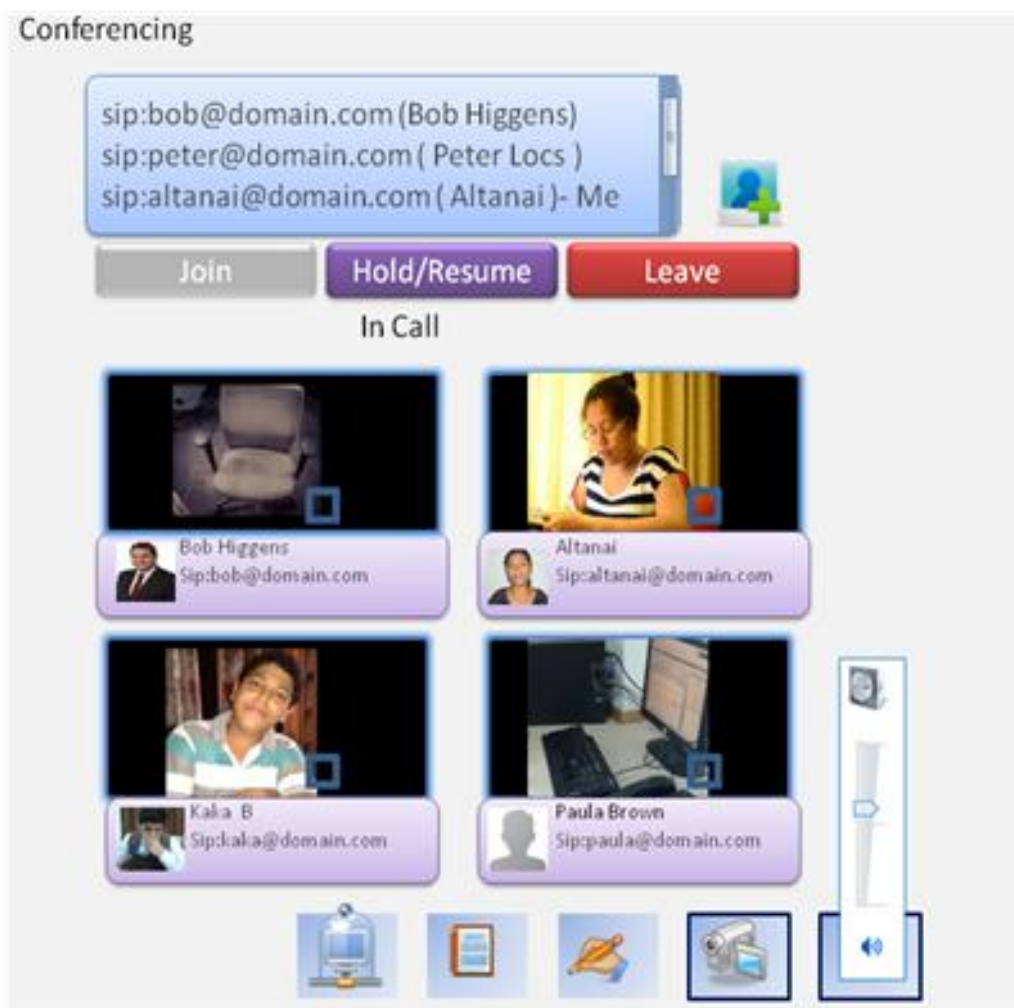 Conferencing
sip:bob@domain.com (Bob Higgens)
sip:peter@domain.com ( Peter Locs )
sip:altanai@domain.com ( Altanai )- Me
Join
Hold/Resume
Leave
In Call
Bob Higgens
Sip:bob@domain.com
Altanai
Sip:altanai@domain.com
Kaka B
Sip:kaka@domain.com
Paula Brown
Sip:paula@domain.com